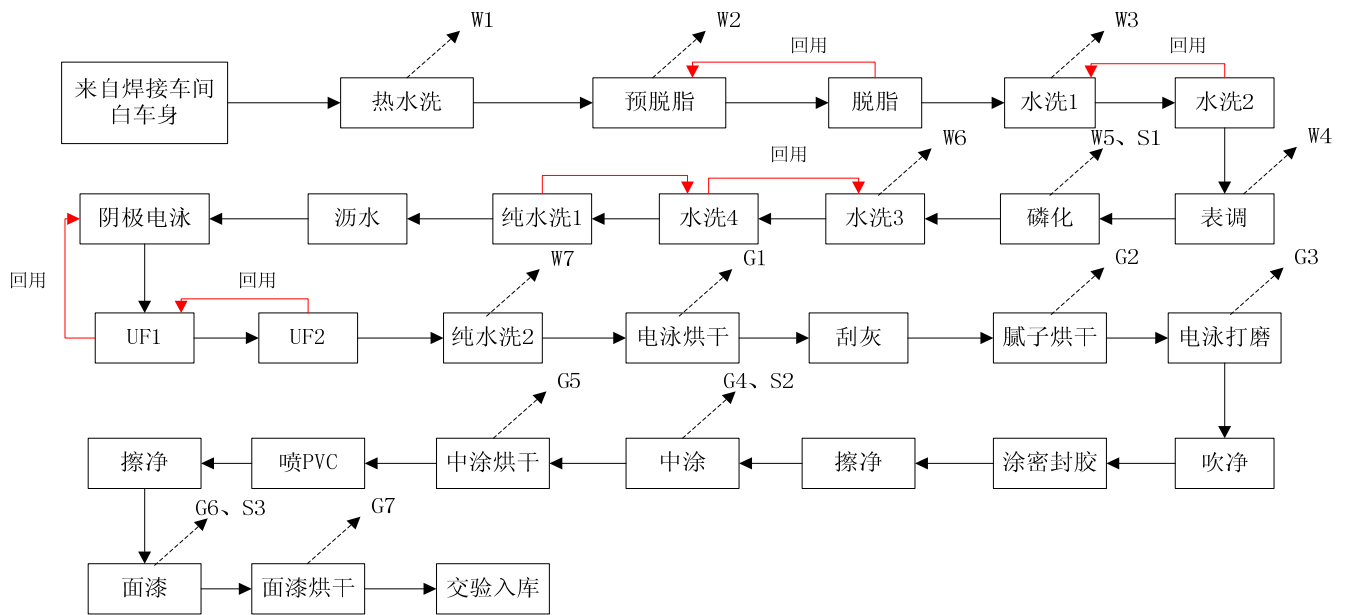 W1
W2
W3
回用
回用
来自焊接车间
白车身
热水洗
预脱脂
脱脂
水洗1
水洗2
W6
W5、S1
W4
回用
阴极电泳
沥水
纯水洗1
水洗4
水洗3
磷化
表调
W7
G1
G2
G3
回用
回用
UF1
UF2
纯水洗2
电泳烘干
刮灰
腻子烘干
电泳打磨
G5
G4、S2
擦净
喷PVC
中涂烘干
中涂
擦净
涂密封胶
吹净
G6、S3
G7
面漆
面漆烘干
交验入库